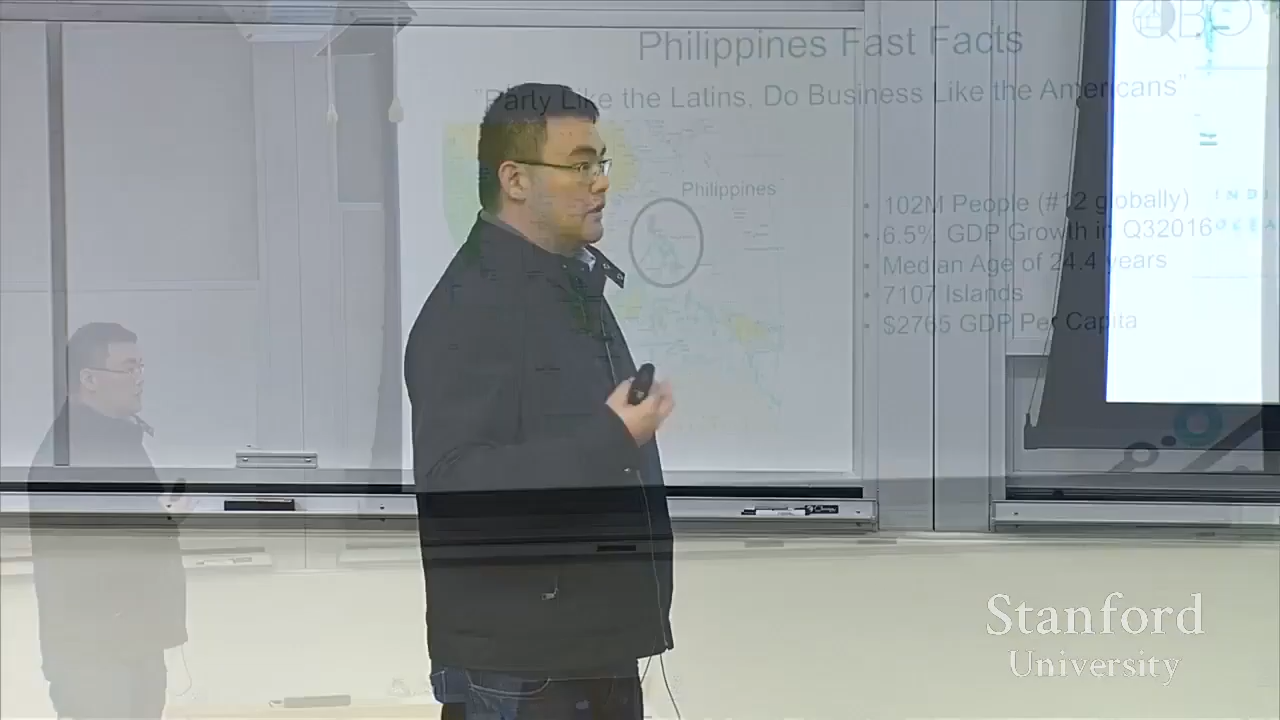 Philippines Fast Facts
"Party Like the Latins, Do Business Like the Americans"
Philippines
• 102M People (#12 globally)
• 6.5% GDP Growth in Q32016
• Median Age of 24.4 years
• 7107 Islands
• $2765 GDP Per Capita
Stanford
University